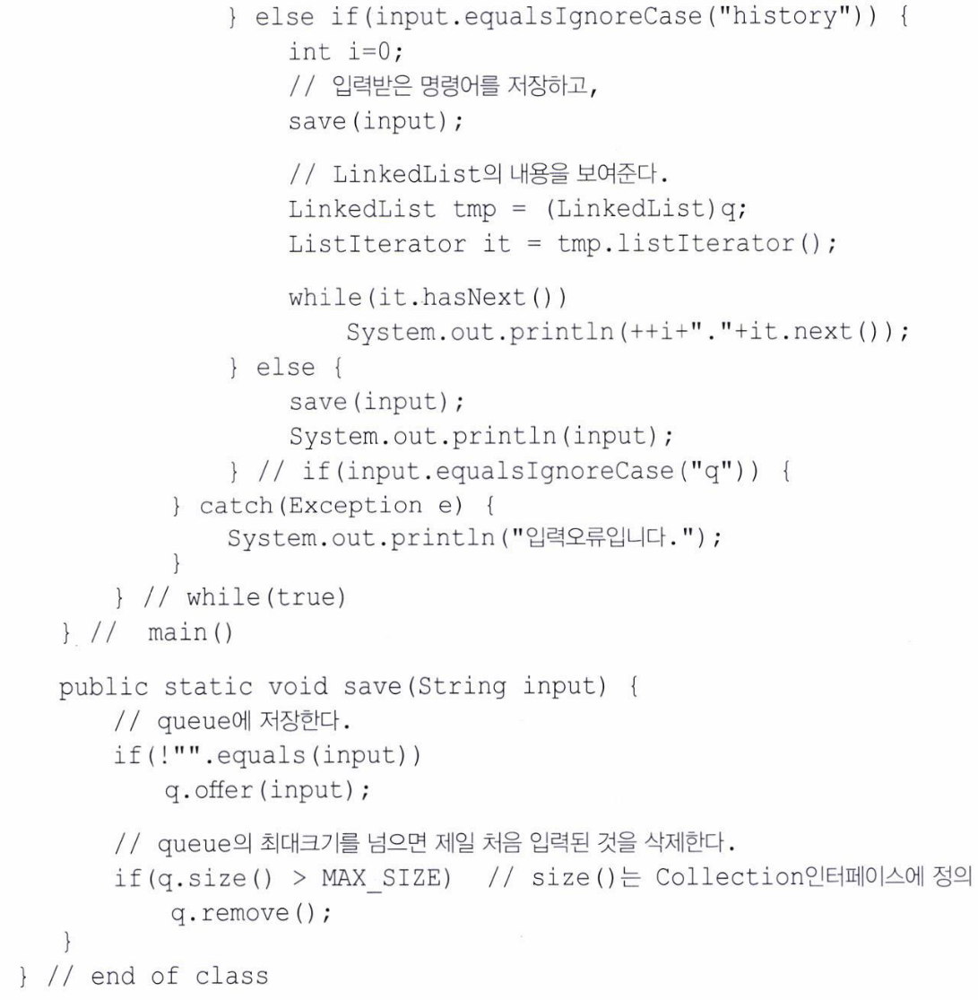 } else if(input.equalsIgnoreCase("history")) {
int i=0;
// 입력받은 명령어를 저장하고,
save(input);
// LinkedList의 내용을 보여준다.
LinkedList tmp = (LinkedList)q;
ListIterator it = tmp.listIterator();
while(it.hasNext())
System.out.println(++i+"."+it.next());
} else {
save(input);
System.out.println(input);
} // if(input.equalsIgnoreCase("q")) {
} catch(Exception e) {
System.out.println("입력오류입니다.");
}
} // while(true)
} //  main()
public static void save(String input) {
// queue에 저장한다.
if(!"".equals(input))
q.offer(input);
// queue의 최대크기를 넘으면 제일 처음 입력된 것을 삭제한다.
if(q.size() > MAX_SIZE)  // size()는 Collection인터페이스에 정의
q.remove();
}
} // end of class